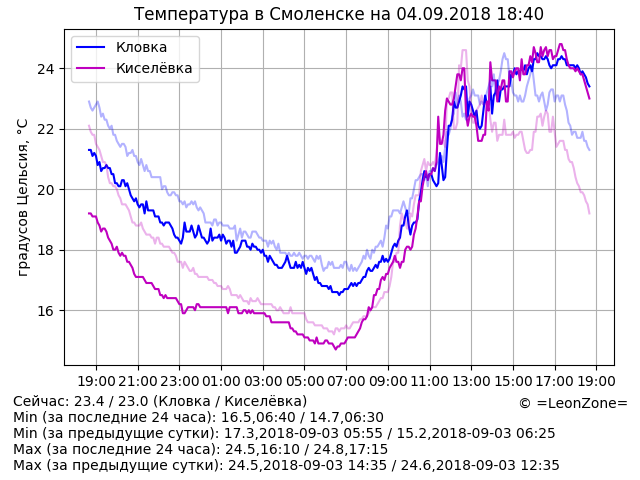 Температура в Смоленске на 04.09.2018 18:40
Кловка
Киселёвка
градусов Цельсия, °C
24
22
20
18
16
19:00 21:00 23:00 01:00 03:00 05:00 07:00 09:00 11:00 13:00 15:00 17:00 19:00
Сейчас: 23.4 / 23.0 (Кловка / Киселёвка)
© =LeonZone=
Min (за последние 24 часа): 16.5,06:40 / 14.7,06:30
Min (за предыдущие сутки): 17.3,2018-09-03 05:55 / 15.2,2018-09-03 06:25
Max (за последние 24 часа): 24.5,16:10 / 24.8,17:15
Max (за предыдущие сутки): 24.5,2018-09-03 14:35 / 24.6,2018-09-03 12:35